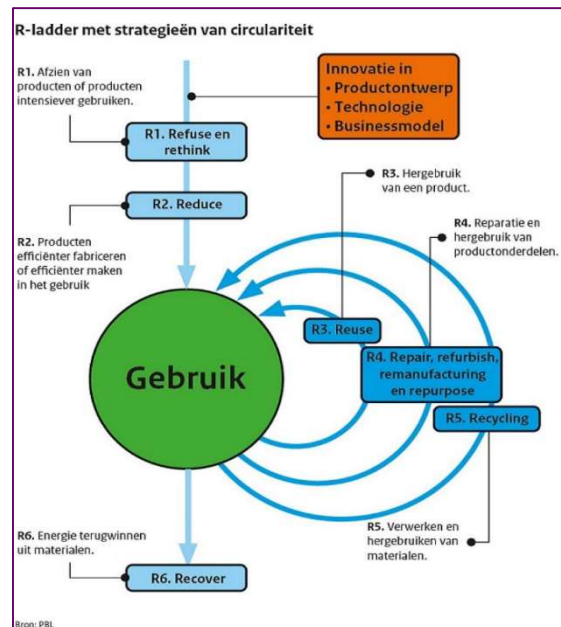 R-ladder met strategieën van circulariteit
R1. Afzien van
producten of producten
intensiever gebruiken.
Innovatie in
• Productontwerp
• Technologie
• Businessmodel
R1. Refuse en
rethink
R3. Hergebruik
van een product.
R2. Reduce
R4. Reparatie en
hergebruik van
productonderdelen.
R2. Producten
efficiënter fabriceren
of efficiënter maken
in het gebruik
R3. Reuse
Gebruik
R4. Repair, refurbish,
remanufacturing
en repurpose
R5. Recycling
R5. Verwerken en
hergebruiken van
materialen.
R6. Energie terugwinnen
uit materialen.
R6. Recover
Bron: PBL